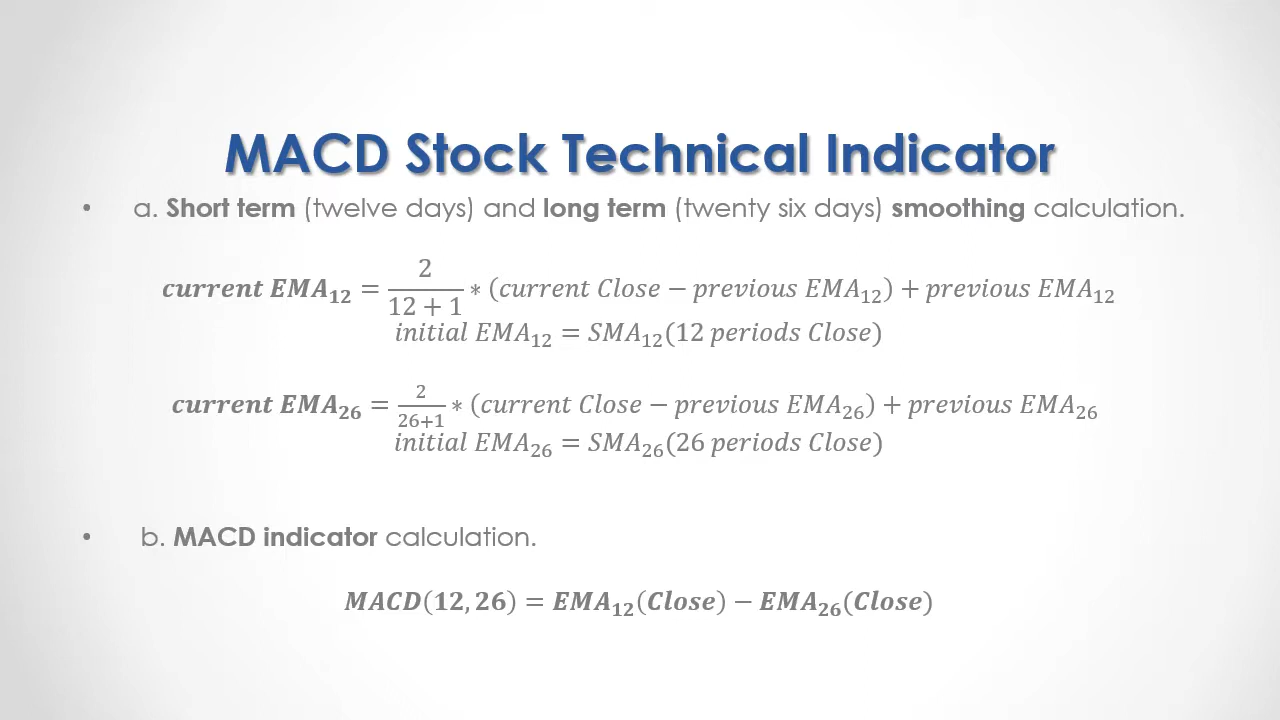 MACD Stock Technical Indicator
• a. Short term (twelve days) and long term (twenty six days) smoothing calculation.
current EMA₁₂ = 2/(12 + 1) ∗ (current Close − previous EMA₁₂) + previous EMA₁₂
initial EMA₁₂ = SMA₁₂(12 periods Close)
current EMA₂₆ = 2/(26+1) ∗ (current Close − previous EMA₂₆) + previous EMA₂₆
initial EMA₂₆ = SMA₂₆(26 periods Close)
• b. MACD indicator calculation.
MACD(12, 26) = EMA₁₂(Close) − EMA₂₆(Close)